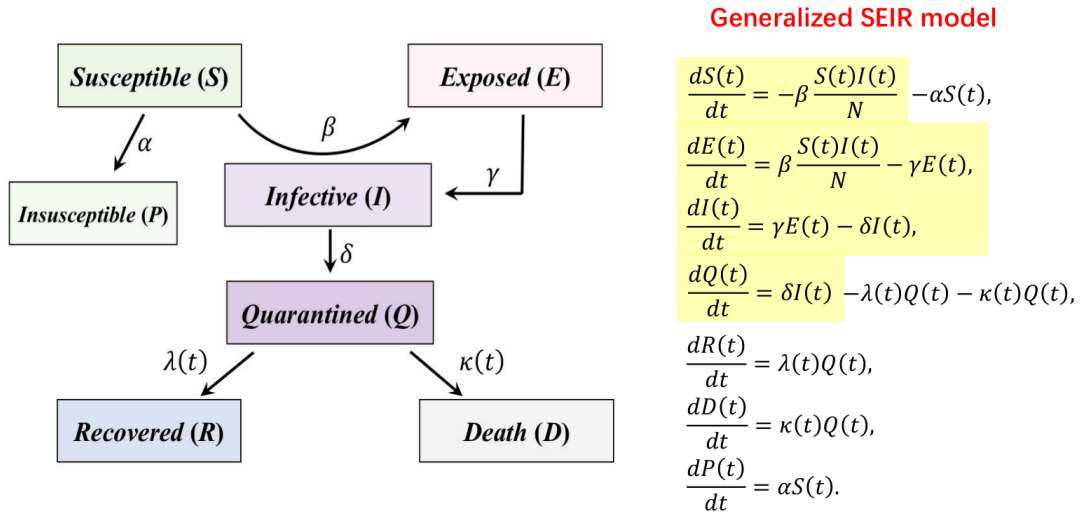 Generalized SEIR model
Susceptible (S)
Exposed (E)
α
β
Insusceptible (P)
Infective (I)
γ
δ
Quarantined (Q)
λ(t)
κ(t)
Recovered (R)
Death (D)
dS(t)/dt = −β S(t)I(t)/N −αS(t),
dE(t)/dt = β S(t)I(t)/N − γE(t),
dI(t)/dt = γE(t) − δI(t),
dQ(t)/dt = δI(t) −λ(t)Q(t) − κ(t)Q(t),
dR(t)/dt = λ(t)Q(t),
dD(t)/dt = κ(t)Q(t),
dP(t)/dt = αS(t).